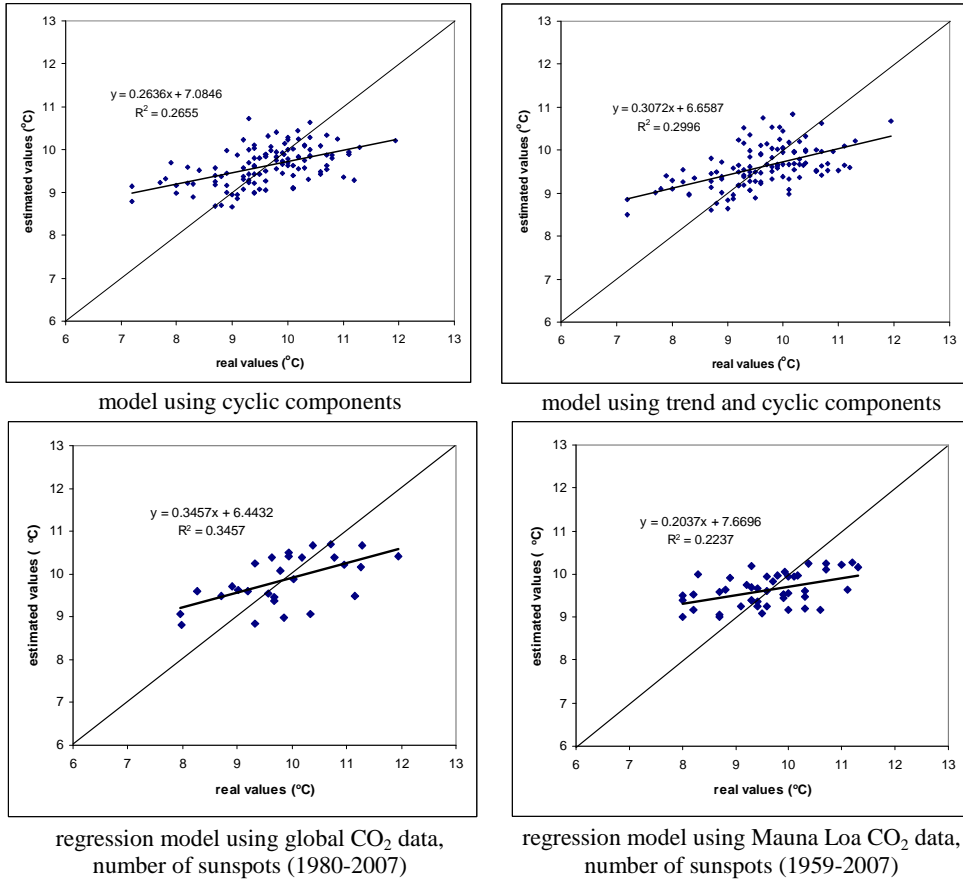 13
12
11
10
9
8
7
6
estimated values (°C)
y = 0.2636x + 7.0846
R² = 0.2655
6 7 8 9 10 11 12 13
real values (°C)
model using cyclic components
13
12
11
10
9
8
7
6
estimated values (°C)
y = 0.3072x + 6.6587
R² = 0.2996
6 7 8 9 10 11 12 13
real values (°C)
model using trend and cyclic components
13
12
11
10
9
8
7
6
estimated values ( °C)
y = 0.3457x + 6.4432
R² = 0.3457
6 7 8 9 10 11 12 13
real values (°C)
regression model using global CO₂ data,
number of sunspots (1980-2007)
13
12
11
10
9
8
7
6
estimated values ( °C)
y = 0.2037x + 7.6696
R² = 0.2237
6 7 8 9 10 11 12 13
real values (°C)
regression model using Mauna Loa CO₂ data,
number of sunspots (1959-2007)